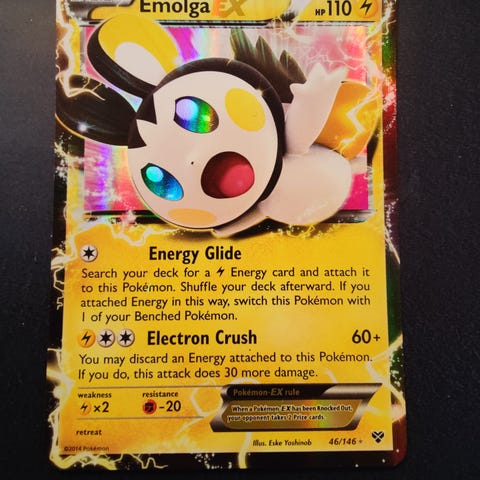 Emolga EX HP 110
Energy Glide
Search your deck for a Energy card and attach it
to this Pokémon. Shuffle your deck afterward. If you
attached Energy in this way, switch this Pokémon with
1 of your Benched Pokémon.
Electron Crush 60+
You may discard an Energy attached to this Pokémon.
If you do, this attack does 30 more damage.
weakness resistance Pokémon-EX rule
×2 -20
When a Pokémon-EX has been Knocked Out,
your opponent takes 2 Prize cards.
retreat
©2014 Pokémon Illus. Eske Yoshinob 46/146